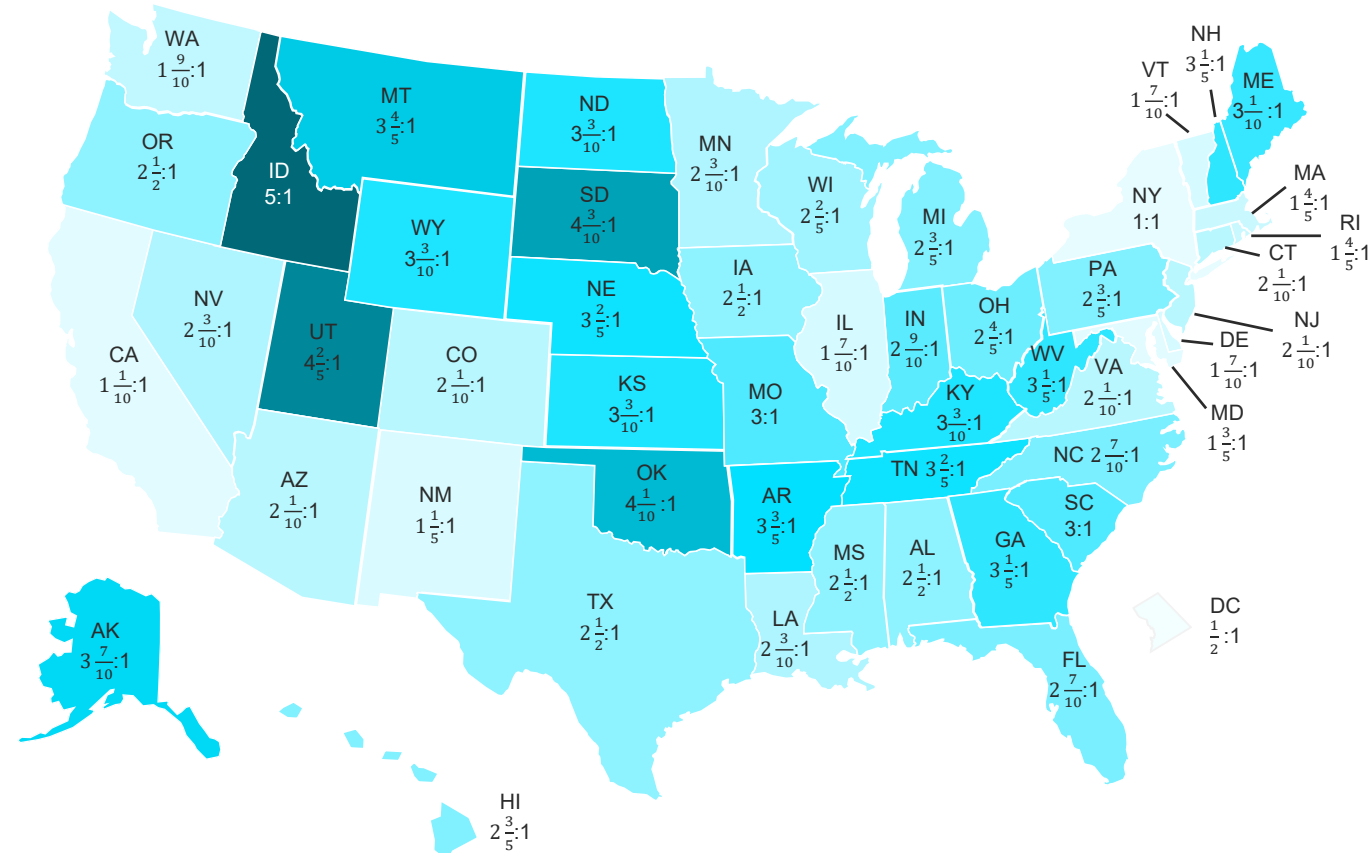 WA
1 9/10:1
OR
2 1/2:1
CA
1 1/10:1
NV
2 3/10:1
ID
5:1
MT
3 4/5:1
WY
3 3/10:1
UT
4 2/5:1
CO
2 1/10:1
AZ
2 1/10:1
NM
1 1/5:1
ND
3 3/10:1
SD
4 3/10:1
NE
3 2/5:1
KS
3 3/10:1
OK
4 1/10:1
TX
2 1/2:1
MN
2 3/10:1
IA
2 1/2:1
MO
3:1
AR
3 3/5:1
LA
2 3/10:1
WI
2 2/5:1
IL
1 7/10:1
MI
2 3/5:1
IN
2 9/10:1
OH
2 4/5:1
KY
3 3/10:1
TN 3 2/5:1
MS
2 1/2:1
AL
2 1/2:1
GA
3 1/5:1
FL
2 7/10:1
SC
3:1
NC 2 7/10:1
VA
2 1/10:1
WV
3 1/5:1
PA
2 3/5:1
NY
1:1
VT
1 7/10:1
NH
3 1/5:1
ME
3 1/10:1
MA
1 4/5:1
RI
1 4/5:1
CT
2 1/10:1
NJ
2 1/10:1
DE
1 7/10:1
MD
1 3/5:1
DC
1/2:1
AK
3 7/10:1
HI
2 3/5:1